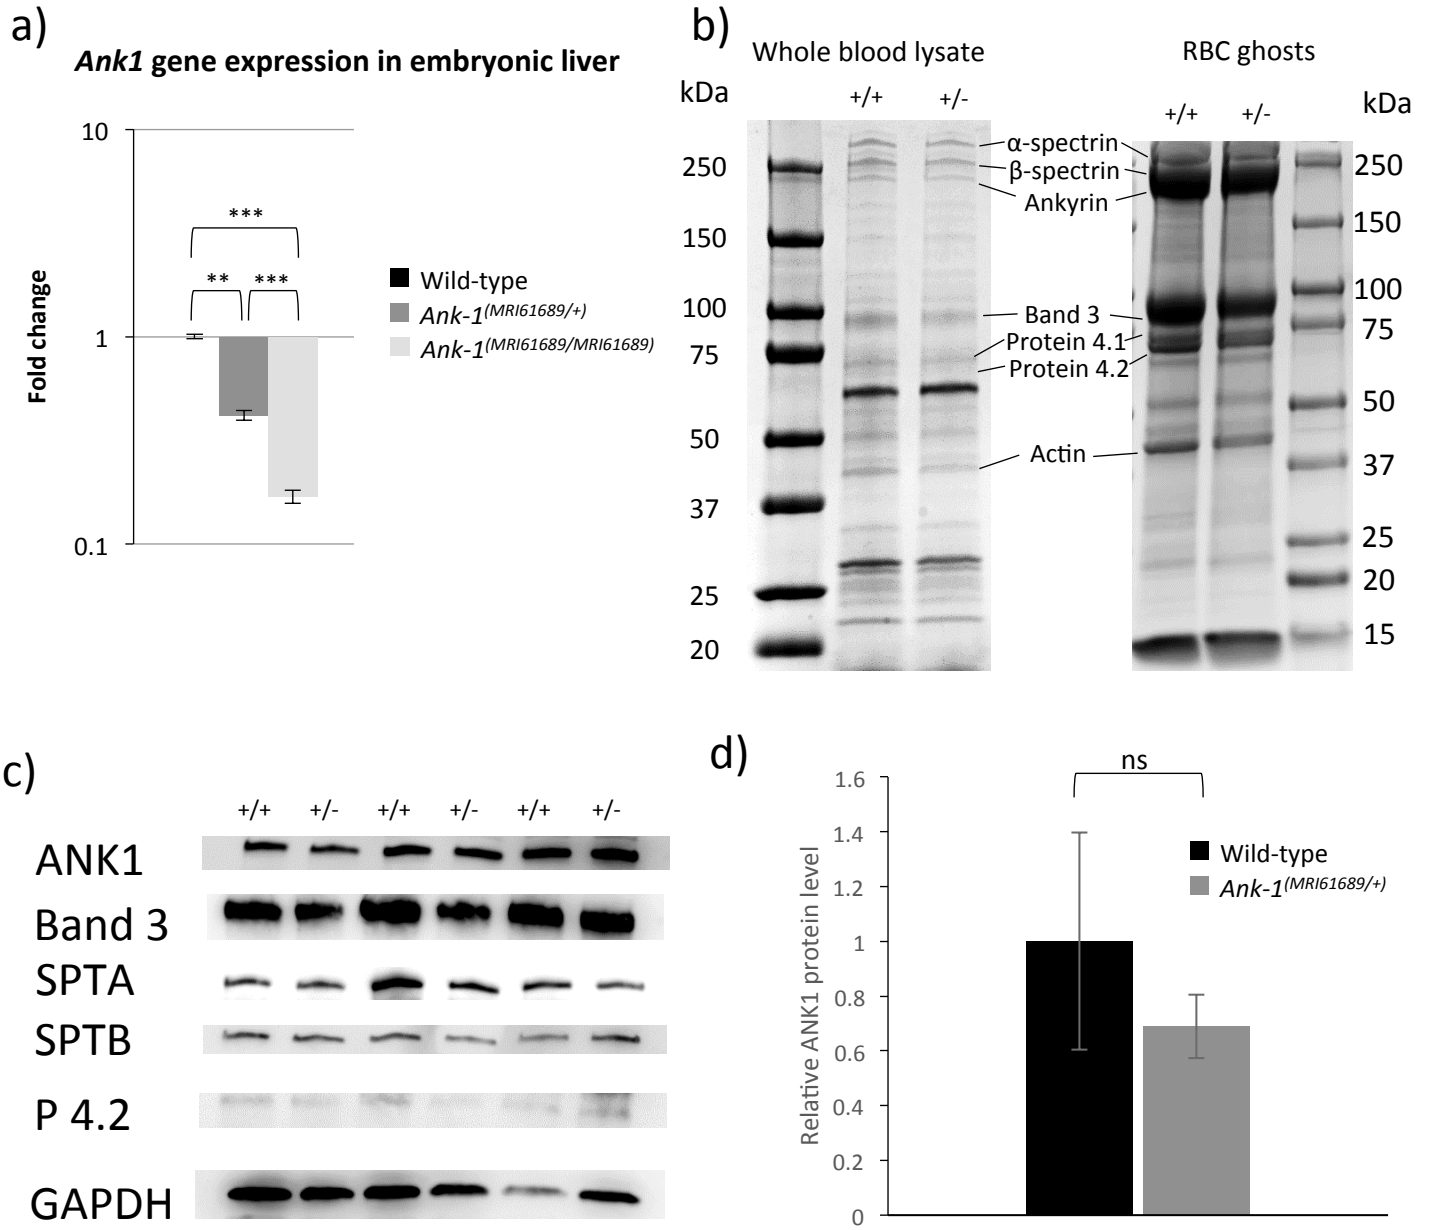 a)
Ank1 gene expression in embryonic liver
10
1
0.1
Fold change
***
** ***
Wild-type
Ank-1(MRI61689/+)
Ank-1(MRI61689/MRI61689)
b)
Whole blood lysate
RBC ghosts
kDa
+/+ +/-
+/+ +/-
kDa
250
150
100
75
50
37
25
20
α-spectrin
β-spectrin
Ankyrin
Band 3
Protein 4.1
Protein 4.2
Actin
250
150
100
75
50
37
25
20
15
c)
+/+ +/- +/+ +/- +/+ +/-
ANK1
Band 3
SPTA
SPTB
P 4.2
GAPDH
d)
ns
Relative ANK1 protein level
1.6
1.4
1.2
1
0.8
0.6
0.4
0.2
0
Wild-type
Ank-1(MRI61689/+)